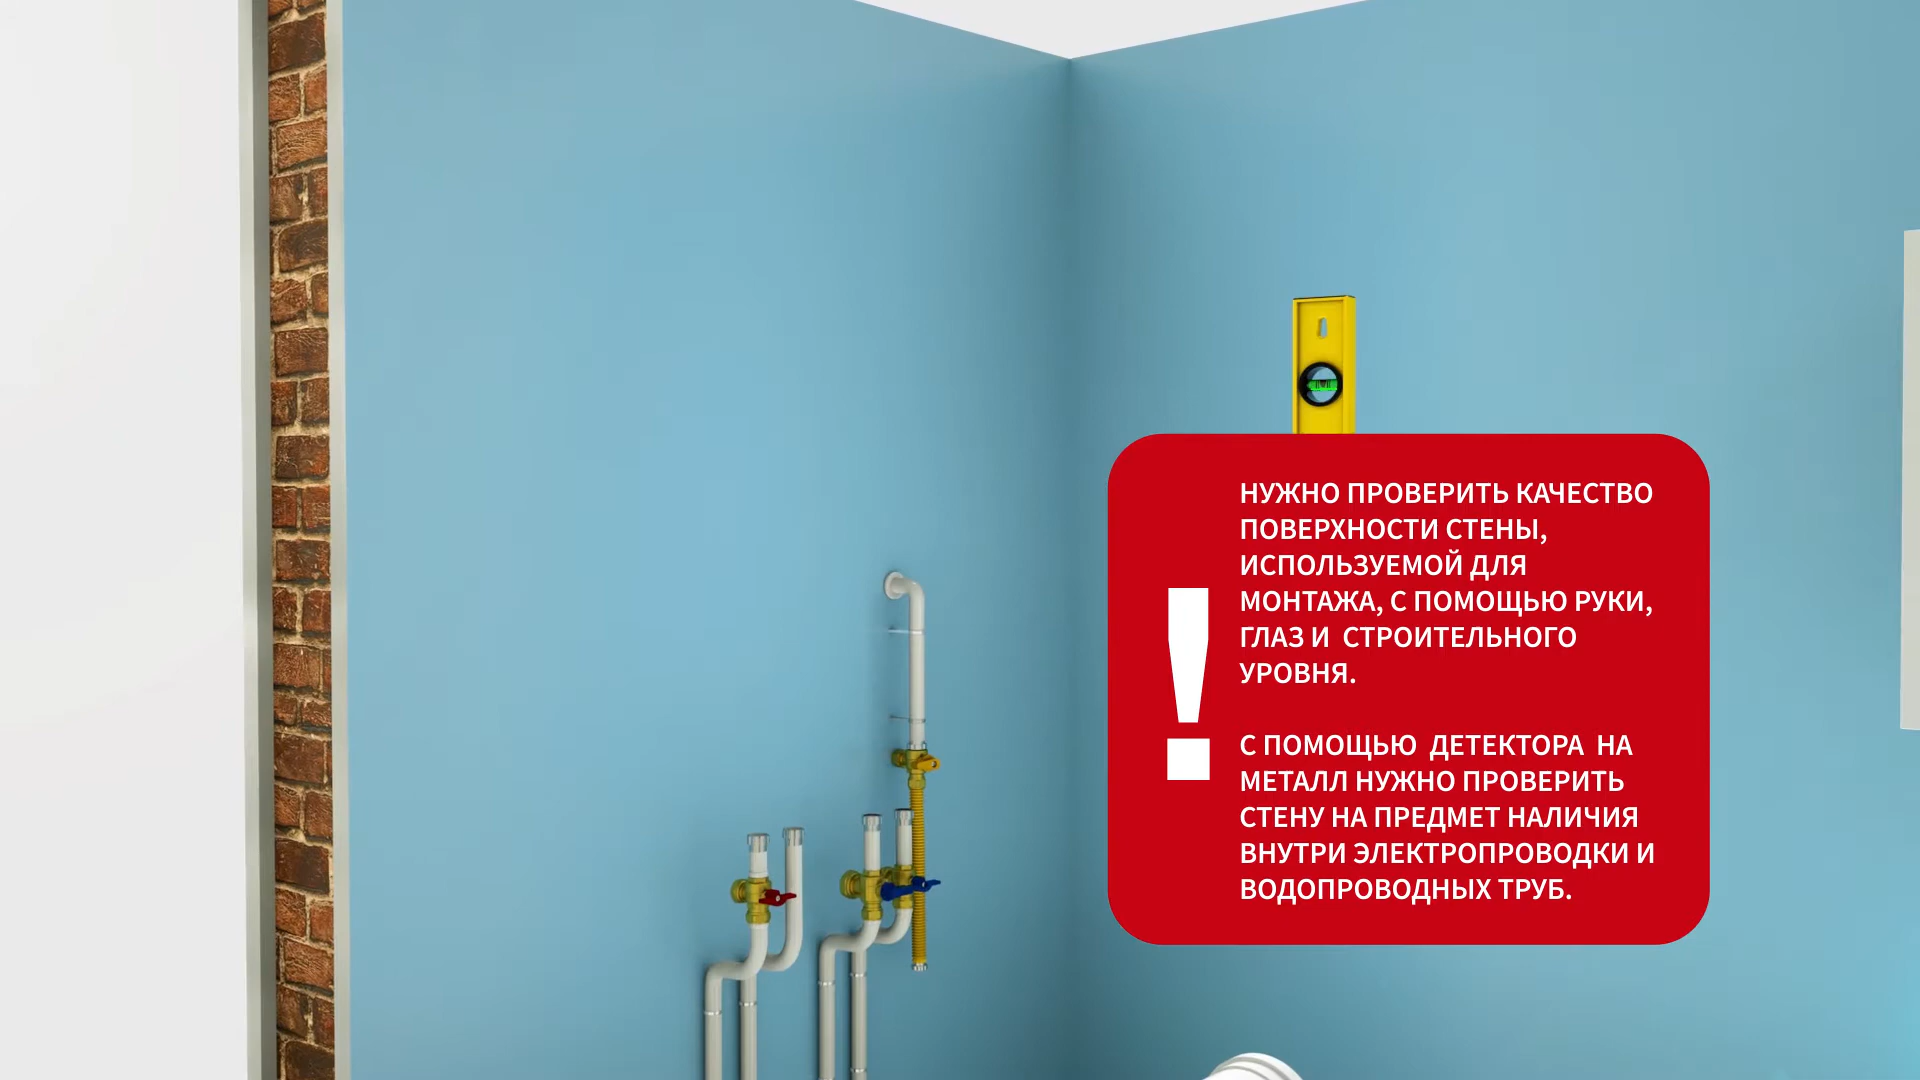 НУЖНО ПРОВЕРИТЬ КАЧЕСТВО
ПОВЕРХНОСТИ СТЕНЫ,
ИСПОЛЬЗУЕМОЙ ДЛЯ
МОНТАЖА, С ПОМОЩЬЮ РУКИ,
ГЛАЗ И СТРОИТЕЛЬНОГО
УРОВНЯ.
!
С ПОМОЩЬЮ ДЕТЕКТОРА НА
МЕТАЛЛ НУЖНО ПРОВЕРИТЬ
СТЕНУ НА ПРЕДМЕТ НАЛИЧИЯ
ВНУТРИ ЭЛЕКТРОПРОВОДКИ И
ВОДОПРОВОДНЫХ ТРУБ.